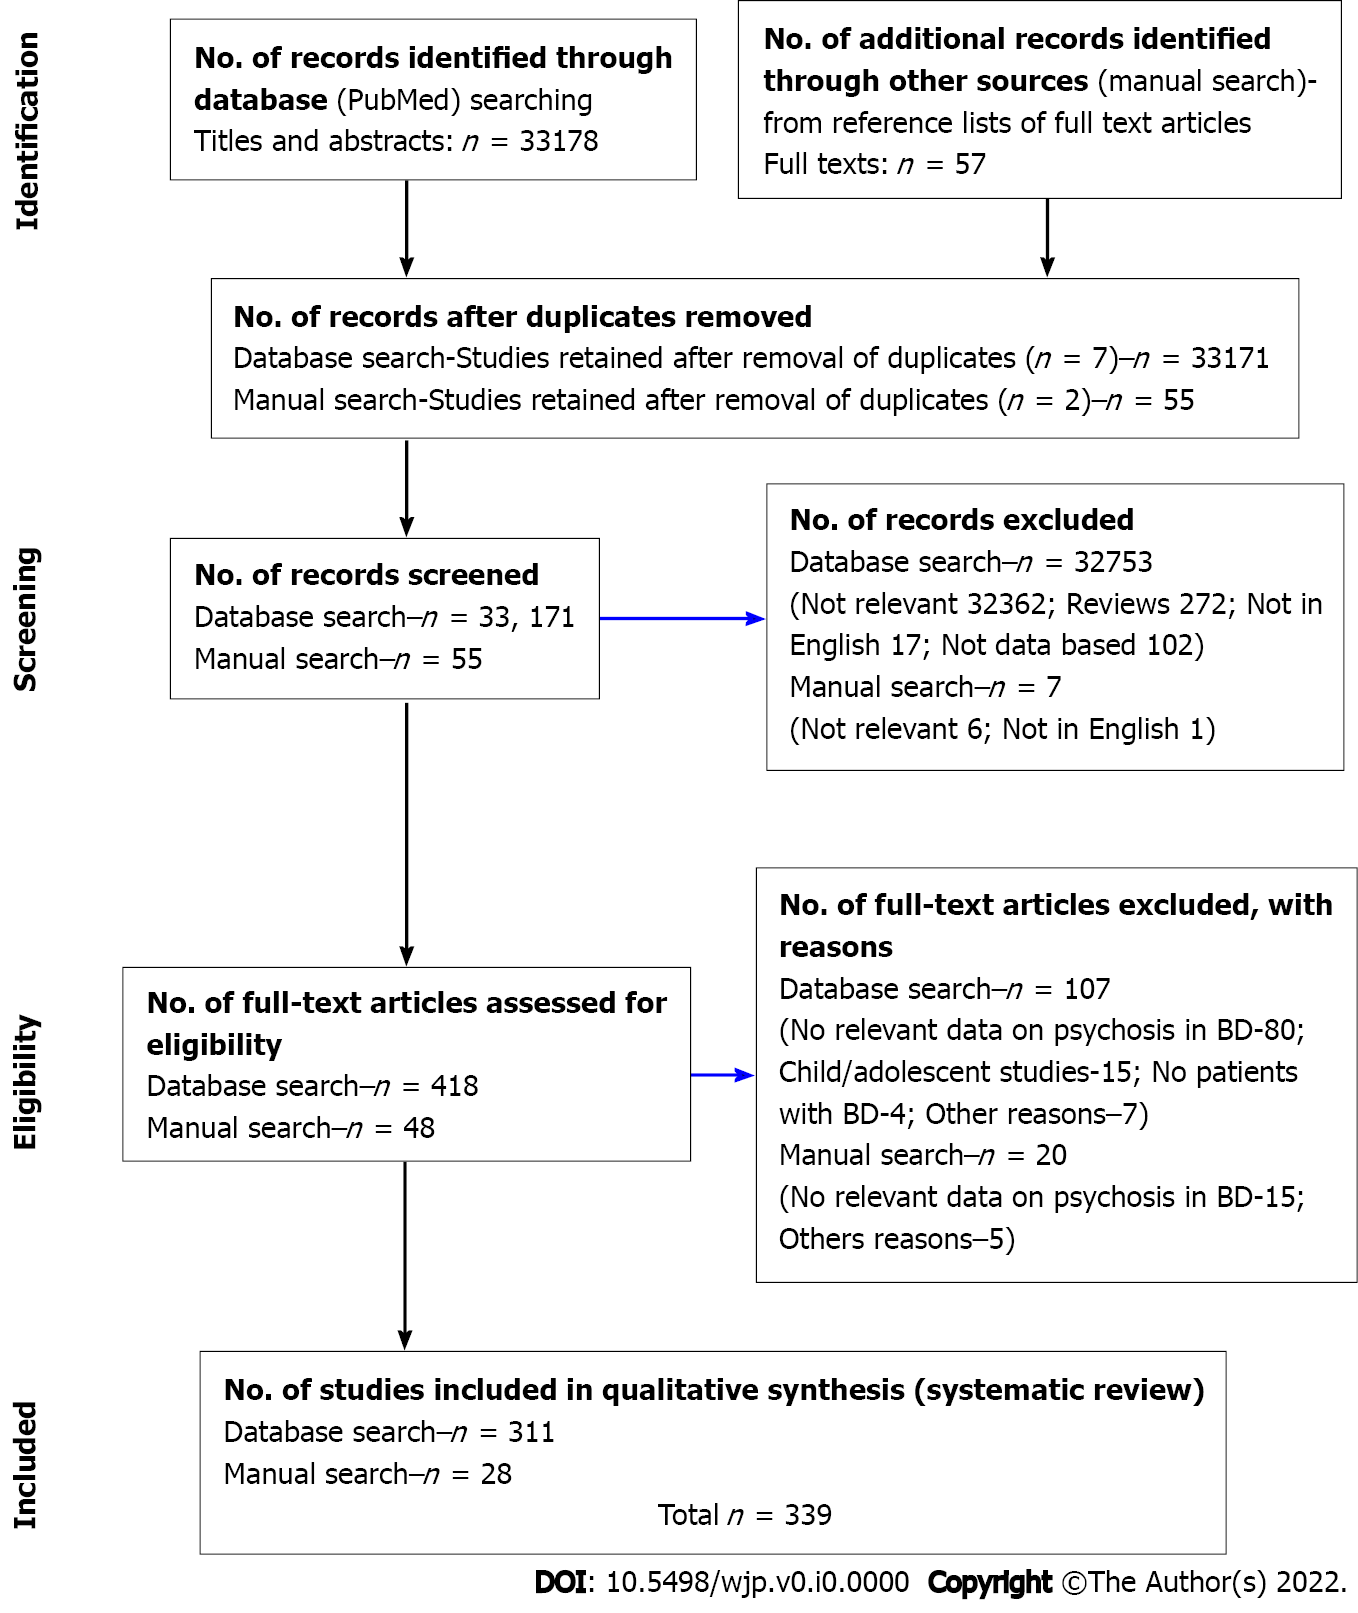 Identification
No. of records identified through
database (PubMed) searching
Titles and abstracts: n = 33178
No. of additional records identified
through other sources (manual search)-
from reference lists of full text articles
Full texts: n = 57
No. of records after duplicates removed
Database search-Studies retained after removal of duplicates (n = 7)–n = 33171
Manual search-Studies retained after removal of duplicates (n = 2)–n = 55
Screening
No. of records screened
Database search–n = 33, 171
Manual search–n = 55
No. of records excluded
Database search–n = 32753
(Not relevant 32362; Reviews 272; Not in
English 17; Not data based 102)
Manual search–n = 7
(Not relevant 6; Not in English 1)
Eligibility
No. of full-text articles assessed for
eligibility
Database search–n = 418
Manual search–n = 48
No. of full-text articles excluded, with
reasons
Database search–n = 107
(No relevant data on psychosis in BD-80;
Child/adolescent studies-15; No patients
with BD-4; Other reasons–7)
Manual search–n = 20
(No relevant data on psychosis in BD-15;
Others reasons–5)
Included
No. of studies included in qualitative synthesis (systematic review)
Database search–n = 311
Manual search–n = 28
Total n = 339
DOI: 10.5498/wjp.v0.i0.0000 Copyright ©The Author(s) 2022.